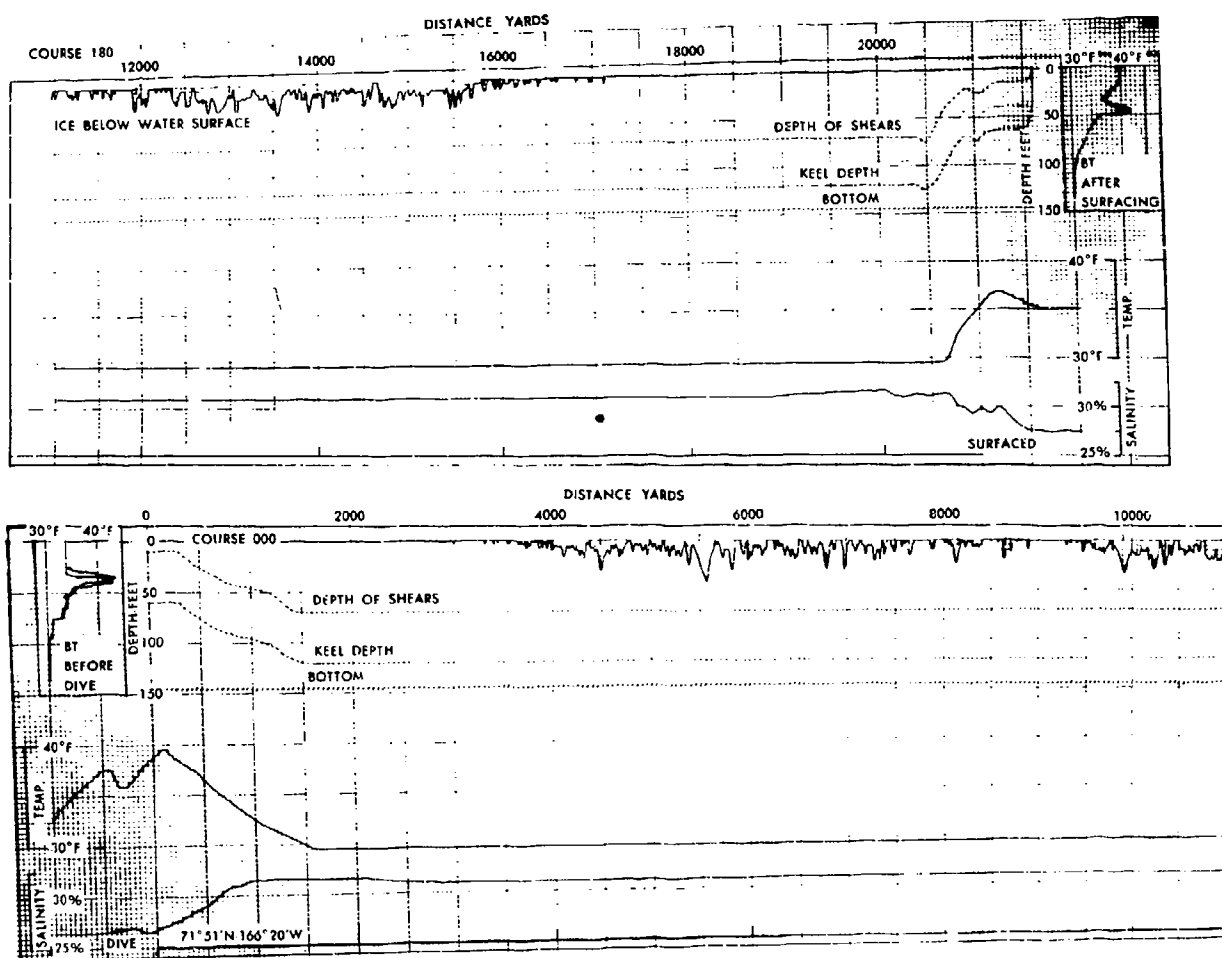 DISTANCE YARDS
COURSE 180
12000 14000 16000 18000 20000
30°F 40°F
0
ICE BELOW WATER SURFACE
DEPTH OF SHEARS
50
KEEL DEPTH
100
BOTTOM
150
DEPTH FEET
BT
AFTER
SURFACING
40°F
TEMP.
30°F
30%
SALINITY
SURFACED
25%
DISTANCE YARDS
0 2000 4000 6000 8000 10000
30°F 40°F
0
COURSE 000
50
DEPTH OF SHEARS
DEPTH-FEET
100
KEEL DEPTH
BT
BEFORE
DIVE
BOTTOM
150
40°F
TEMP.
30°F
30%
SALINITY
25%
DIVE
71°51'N 166°20'W